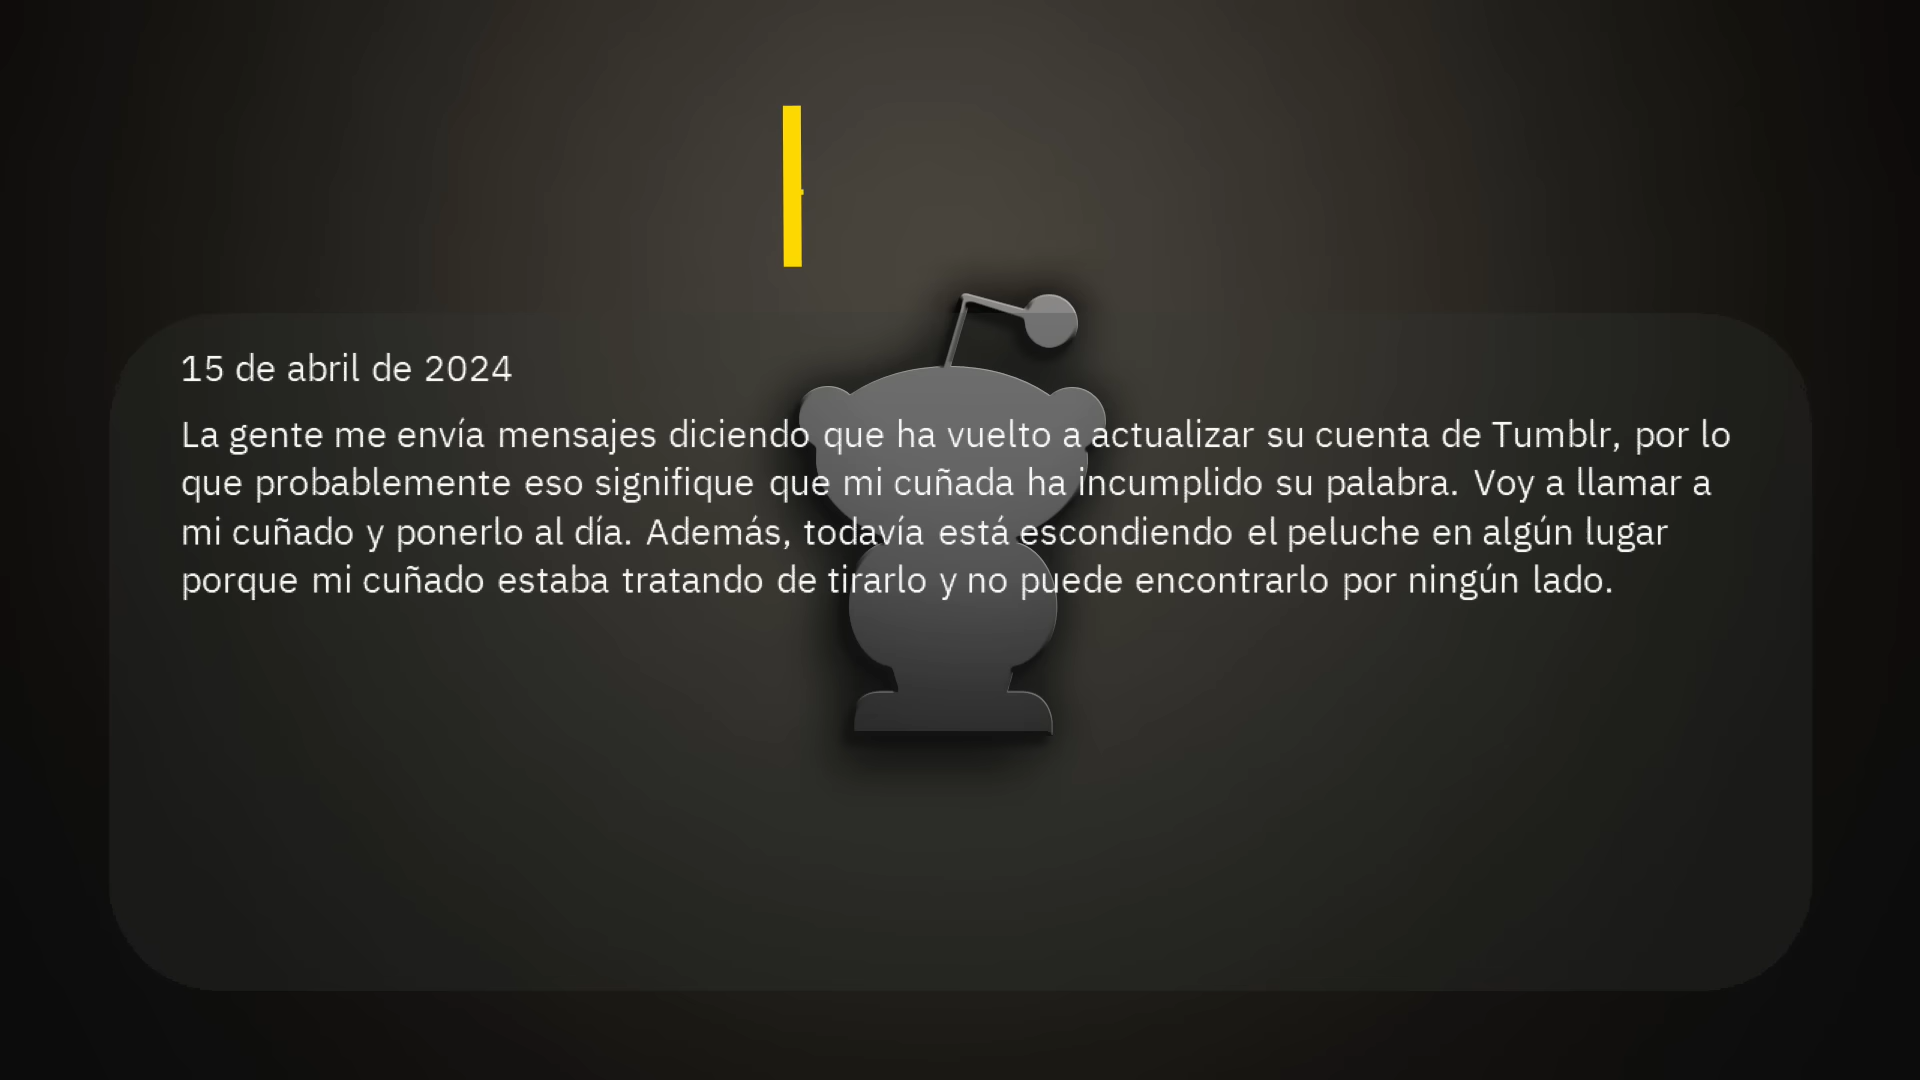 15 de abril de 2024
La gente me envía mensajes diciendo que ha vuelto a actualizar su cuenta de Tumblr, por lo
que probablemente eso signifique que mi cuñada ha incumplido su palabra. Voy a llamar a
mi cuñado y ponerlo al día. Además, todavía está escondiendo el peluche en algún lugar
porque mi cuñado estaba tratando de tirarlo y no puede encontrarlo por ningún lado.